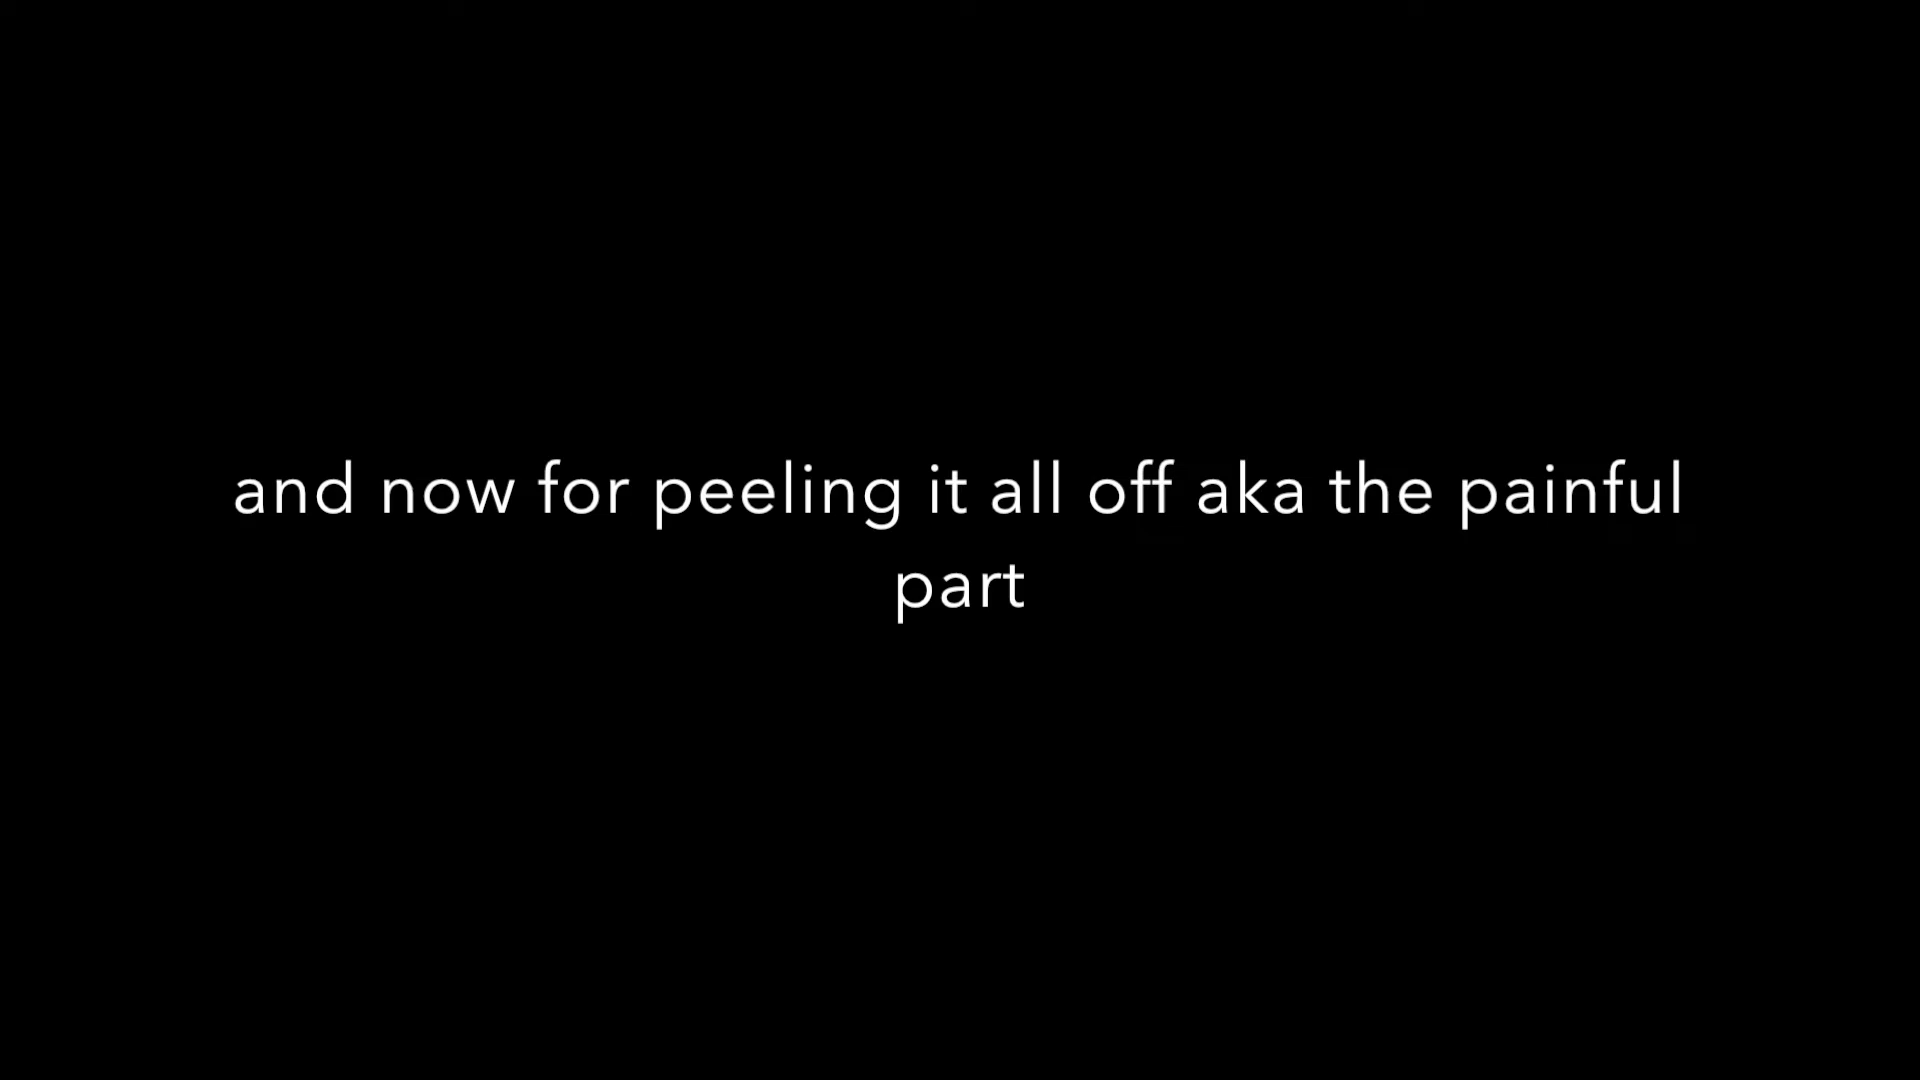 and now for peeling it all off aka the painful
part